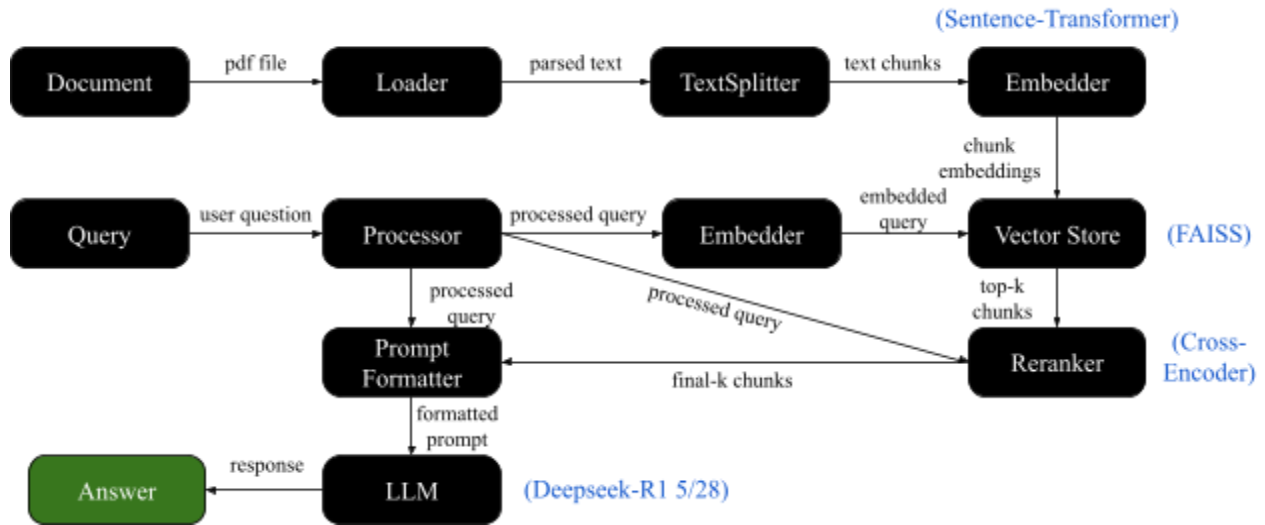 (Sentence-Transformer)
Document
pdf file
Loader
parsed text
TextSplitter
text chunks
Embedder
chunk
embeddings
Query
user question
Processor
processed query
Embedder
embedded
query
Vector Store
(FAISS)
processed
query
processed query
top-k
chunks
Prompt
Formatter
final-k chunks
Reranker
(Cross-
Encoder)
formatted
prompt
Answer
response
LLM
(Deepseek-R1 5/28)